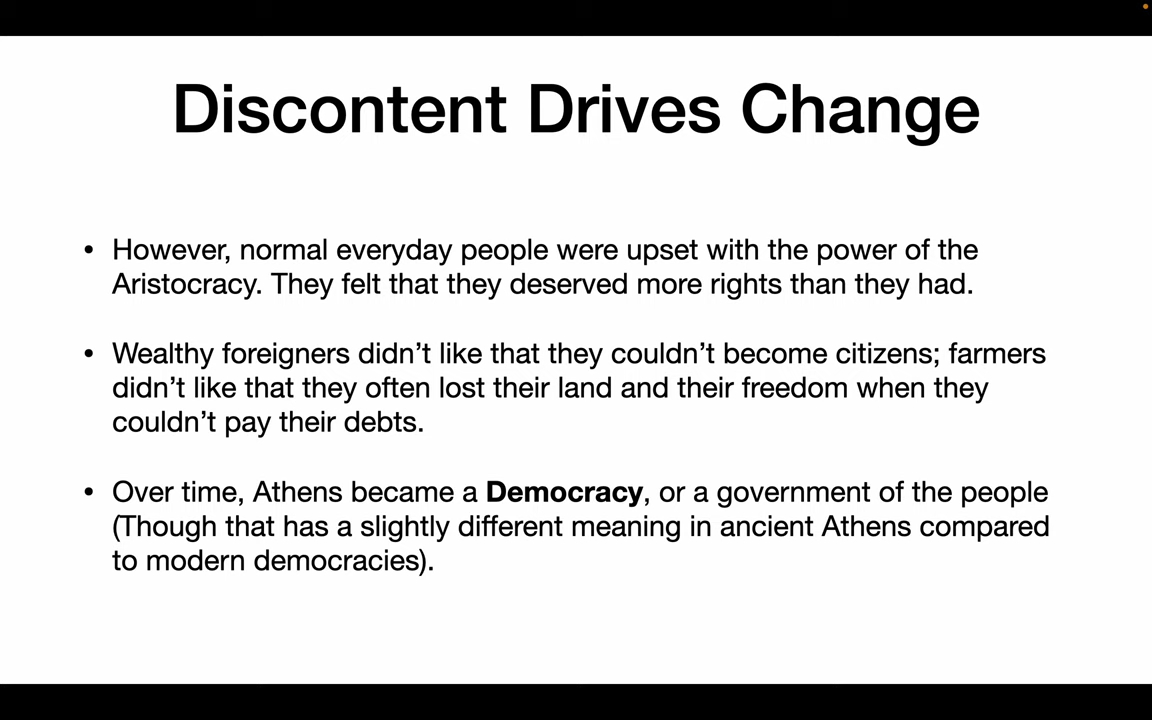 Discontent Drives Change
• However, normal everyday people were upset with the power of the
Aristocracy. They felt that they deserved more rights than they had.
• Wealthy foreigners didn’t like that they couldn’t become citizens; farmers
didn’t like that they often lost their land and their freedom when they
couldn’t pay their debts.
• Over time, Athens became a Democracy, or a government of the people
(Though that has a slightly different meaning in ancient Athens compared
to modern democracies).